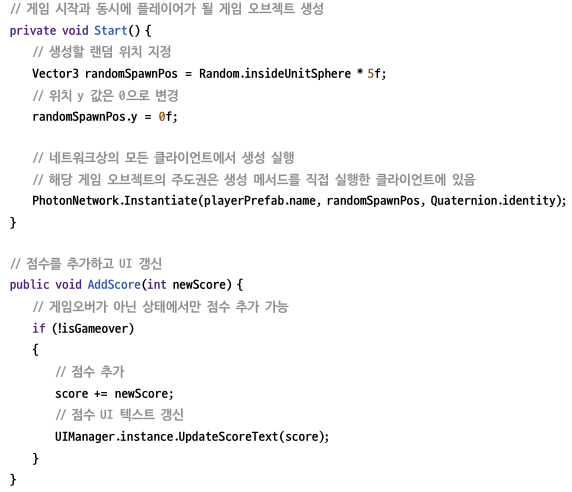 // 게임 시작과 동시에 플레이어가 될 게임 오브젝트 생성
private void Start() {
// 생성할 랜덤 위치 지정
Vector3 randomSpawnPos = Random.insideUnitSphere * 5f;
// 위치 y 값은 0으로 변경
randomSpawnPos.y = 0f;
// 네트워크상의 모든 클라이언트에서 생성 실행
// 해당 게임 오브젝트의 주도권은 생성 메서드를 직접 실행한 클라이언트에 있음
PhotonNetwork.Instantiate(playerPrefab.name, randomSpawnPos, Quaternion.identity);
}
// 점수를 추가하고 UI 갱신
public void AddScore(int newScore) {
// 게임오버가 아닌 상태에서만 점수 추가 가능
if (!isGameover)
{
// 점수 추가
score += newScore;
// 점수 UI 텍스트 갱신
UIManager.instance.UpdateScoreText(score);
}
}